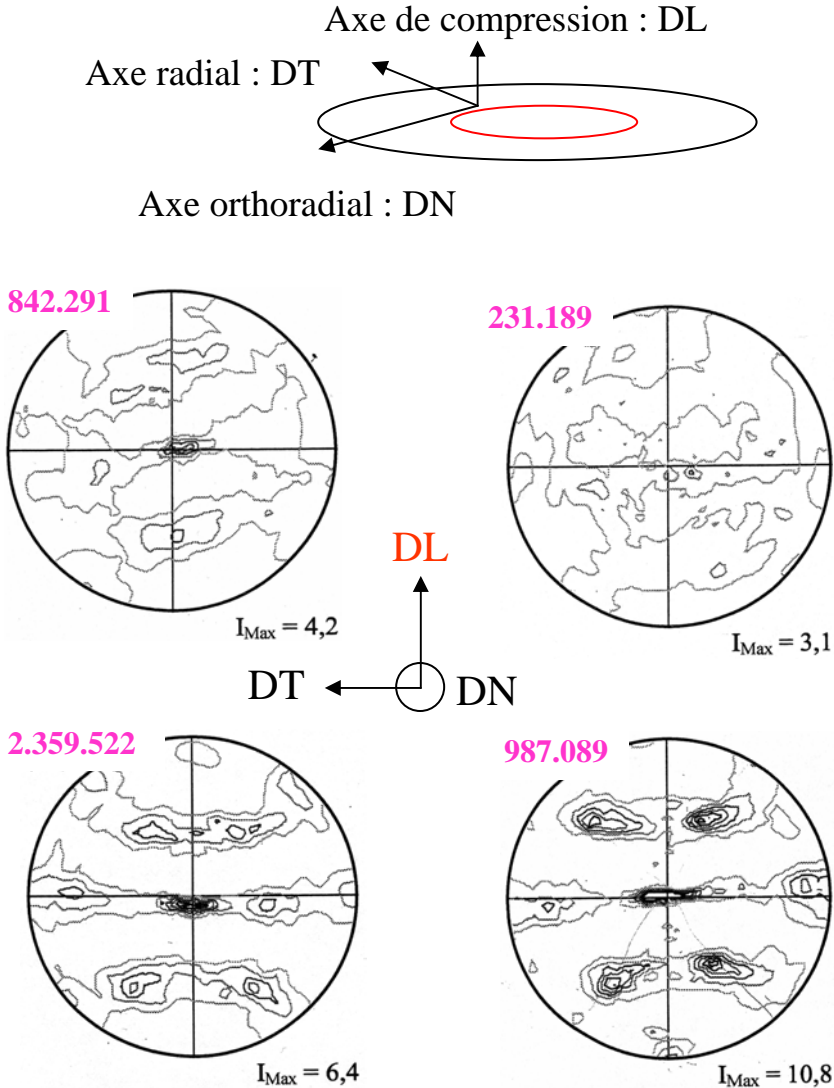 Axe de compression : DL
Axe radial : DT
Axe orthoradial : DN
842.291
231.189
I_Max = 4,2
I_Max = 3,1
DL
DT
DN
2.359.522
987.089
I_Max = 6,4
I_Max = 10,8